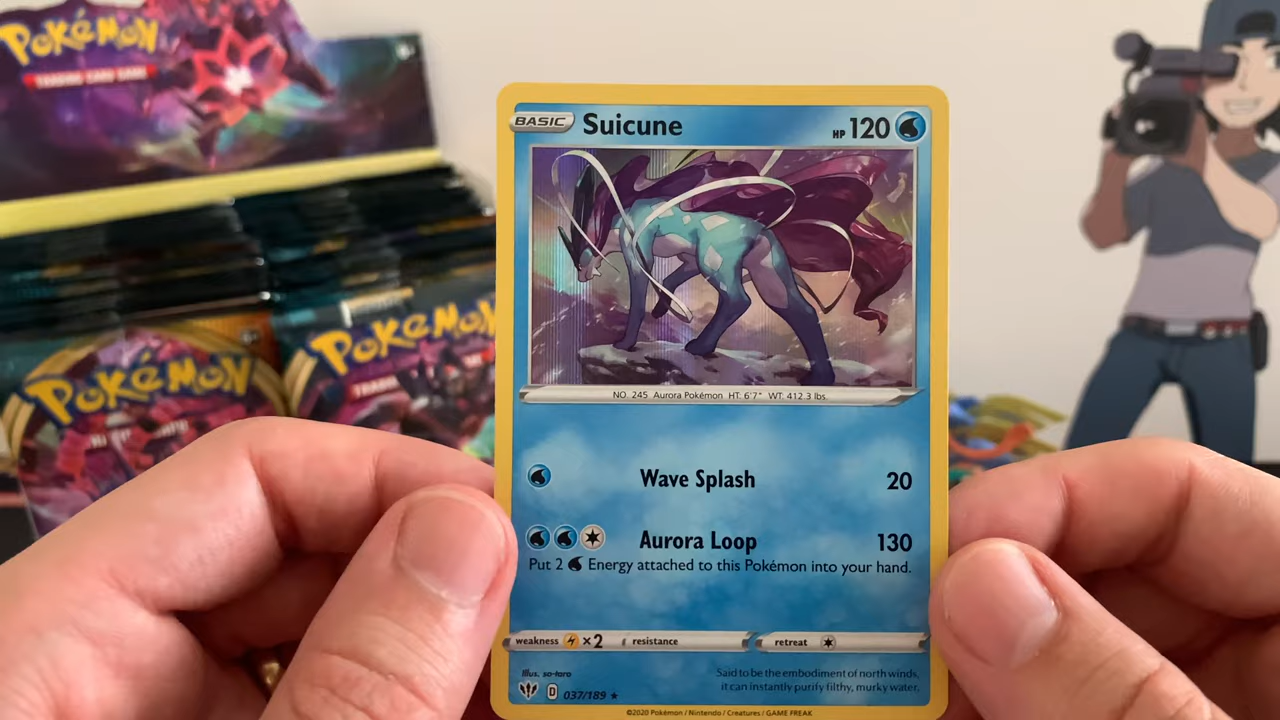 POKéMON
TRADING CARD GAME
POKéMON
POKéMON
BASIC Suicune HP 120
NO. 245 Aurora Pokémon HT. 6'7" WT. 412.3 lbs.
Wave Splash 20
Aurora Loop 130
Put 2 Energy attached to this Pokémon into your hand.
weakness ×2 resistance retreat
Illus. so-taro
Said to be the embodiment of north winds,
it can instantly purify filthy, murky water.
D 037/189 ★
©2020 Pokémon / Nintendo / Creatures / GAME FREAK